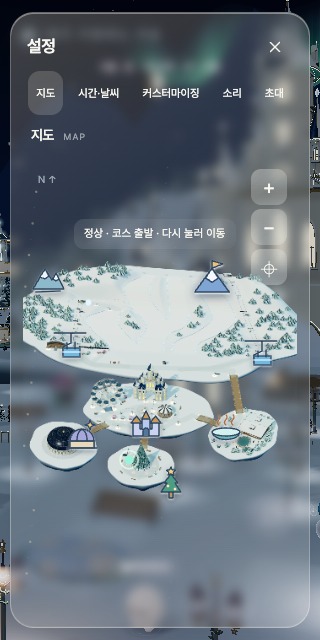 설정
지도 시간·날씨 커스터마이징 소리 초대
지도 MAP
N↑
정상 · 코스 출발 · 다시 눌러 이동